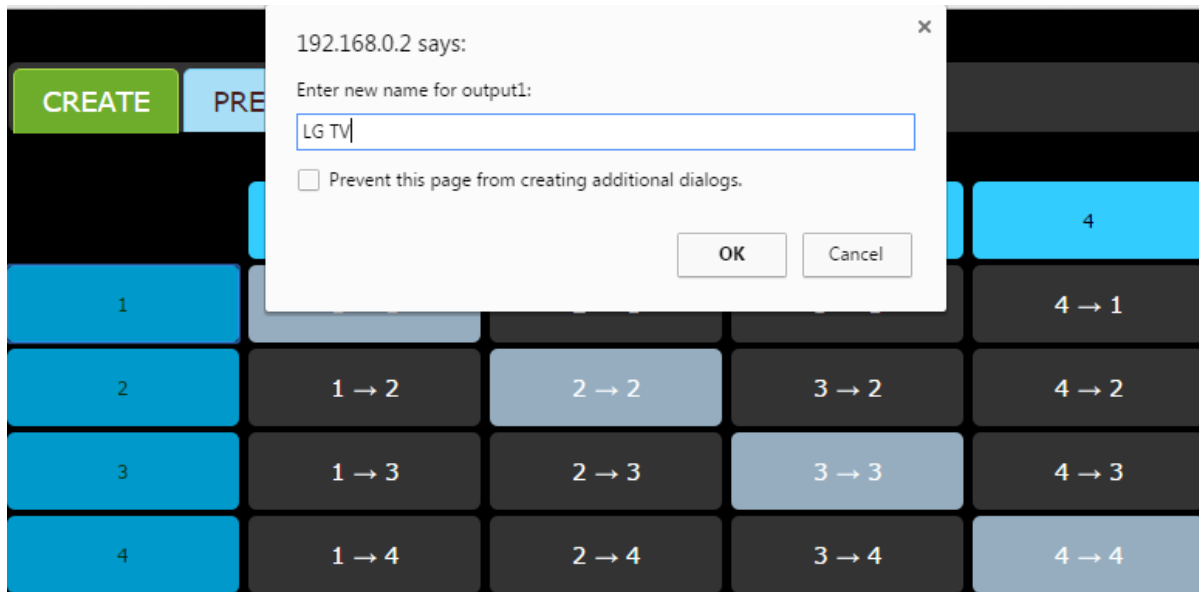 192.168.0.2 says:
×
Enter new name for output1:
CREATE
PRE
LG TV
Prevent this page from creating additional dialogs.
OK
Cancel
4
1
4 → 1
2
1 → 2
2 → 2
3 → 2
4 → 2
3
1 → 3
2 → 3
3 → 3
4 → 3
4
1 → 4
2 → 4
3 → 4
4 → 4